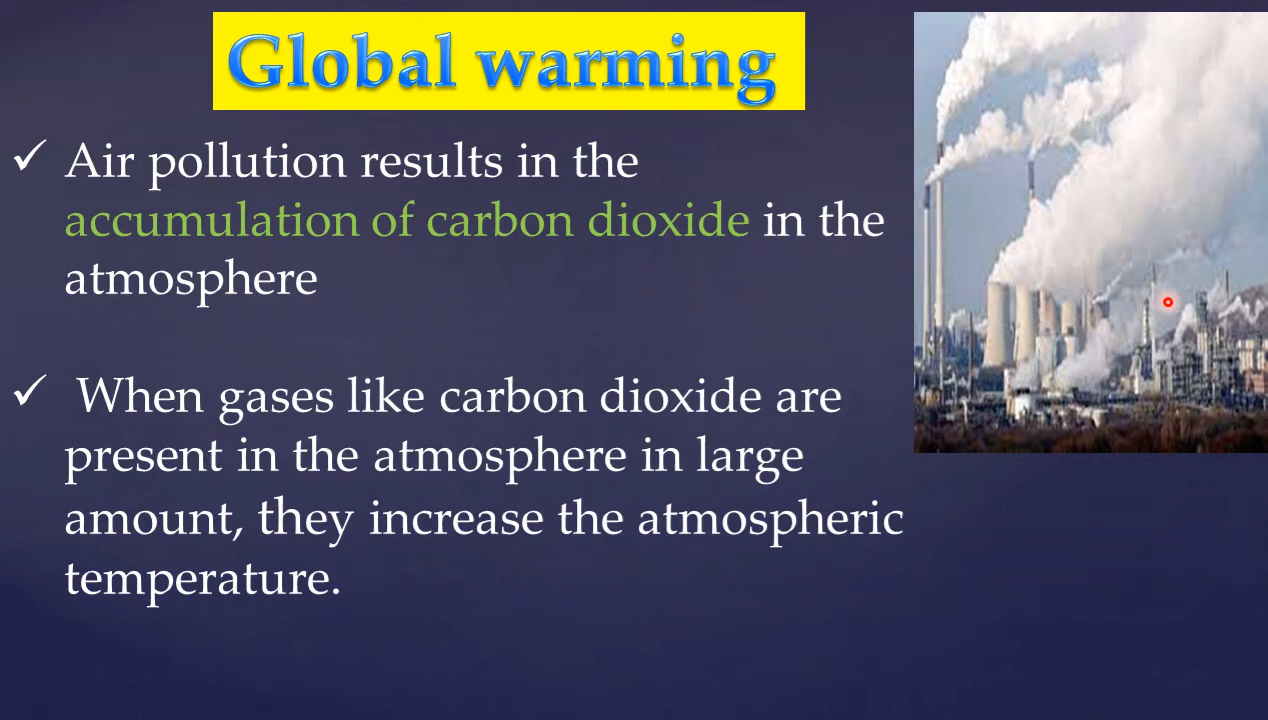 Global warming
✓ Air pollution results in the
accumulation of carbon dioxide in the
atmosphere
✓ When gases like carbon dioxide are
present in the atmosphere in large
amount, they increase the atmospheric
temperature.